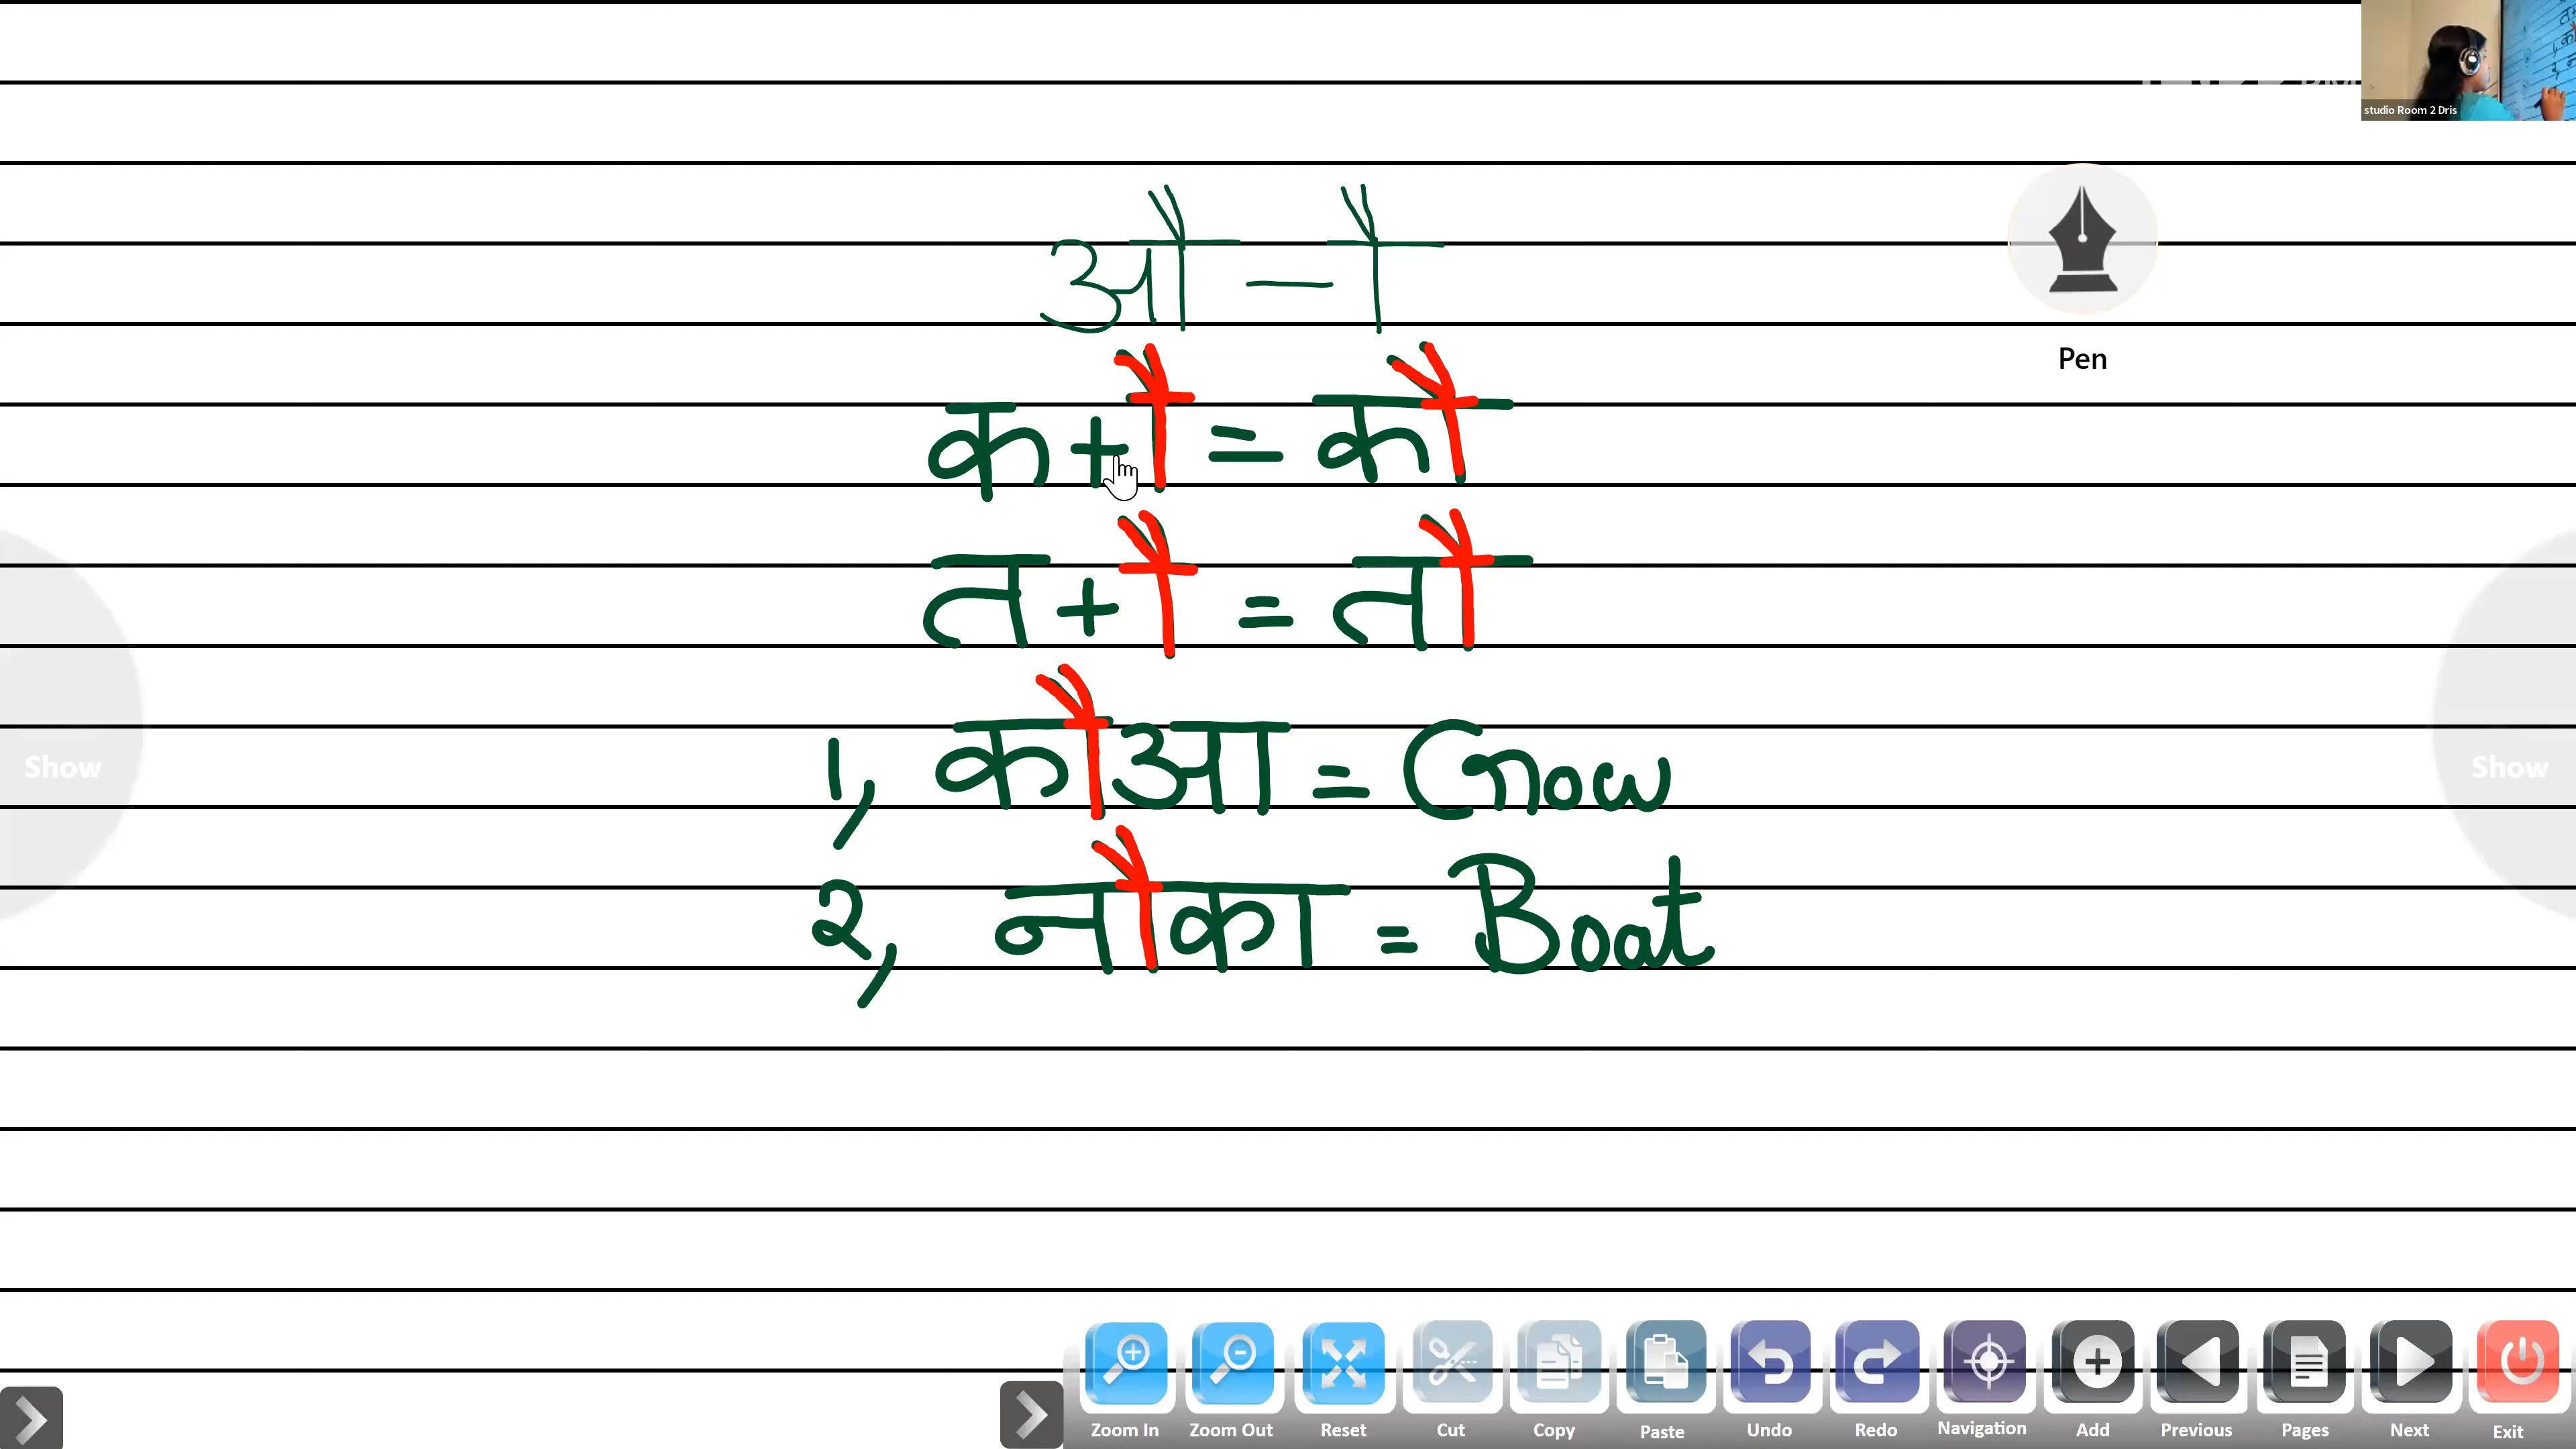 studio Room 2 Dris
Pen
औ – ौ
क + ौ = कौ
त + ौ = तौ
1, कौआ = Crow
2, नौका = Boat
Show
Show
Zoom In Zoom Out Reset Cut Copy Paste Undo Redo Navigation Add Previous Pages Next Exit